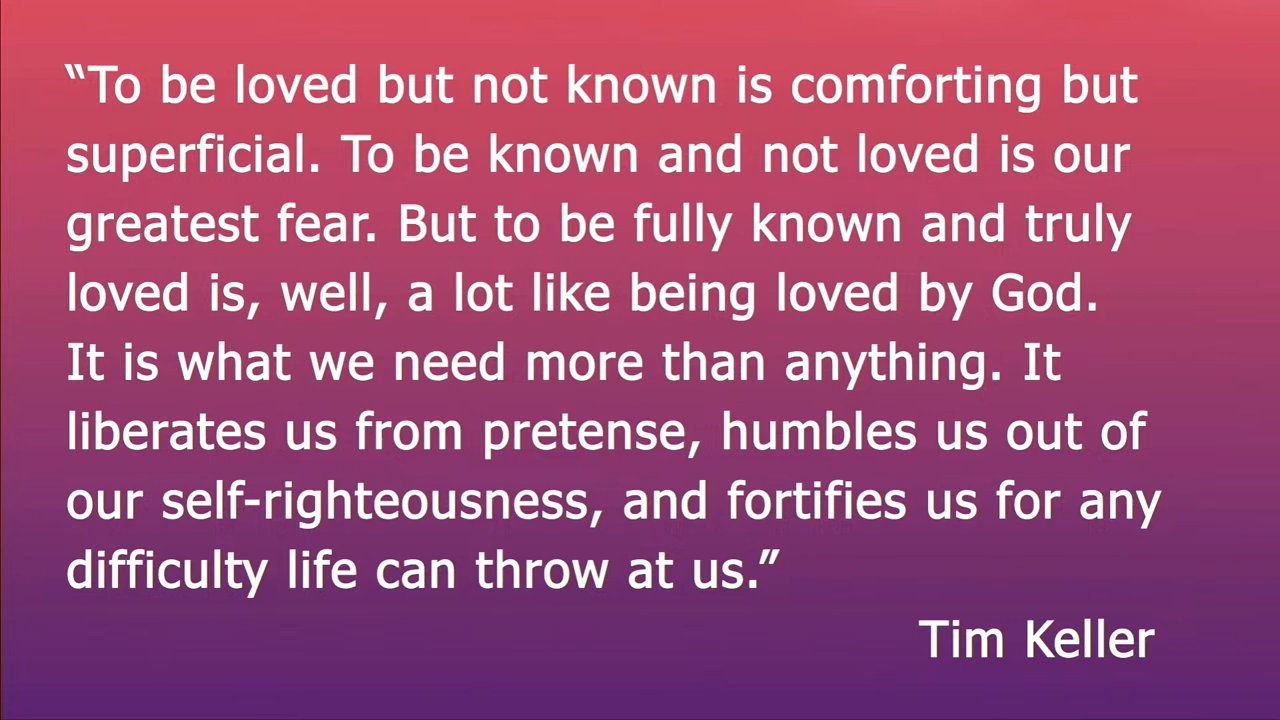 “To be loved but not known is comforting but
superficial. To be known and not loved is our
greatest fear. But to be fully known and truly
loved is, well, a lot like being loved by God.
It is what we need more than anything. It
liberates us from pretense, humbles us out of
our self-righteousness, and fortifies us for any
difficulty life can throw at us.”
Tim Keller